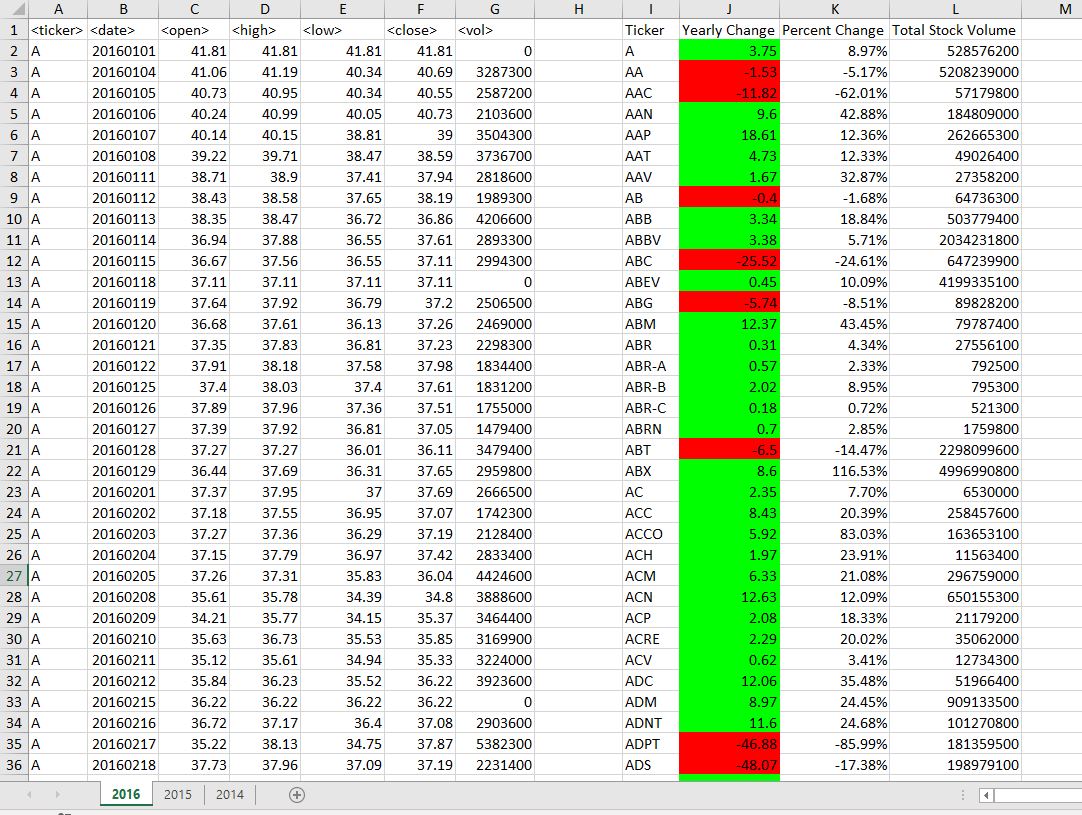 A B C D E F G H I J K L M
1 <ticker> <date> <open> <high> <low> <close> <vol> Ticker Yearly Change Percent Change Total Stock Volume
2 A 20160101 41.81 41.81 41.81 41.81 0 A 3.75 8.97% 528576200
3 A 20160104 41.06 41.19 40.34 40.69 3287300 AA -1.53 -5.17% 5208239000
4 A 20160105 40.73 40.95 40.34 40.55 2587200 AAC -11.82 -62.01% 57179800
5 A 20160106 40.24 40.99 40.05 40.73 2103600 AAN 9.6 42.88% 184809000
6 A 20160107 40.14 40.15 38.81 39 3504300 AAP 18.61 12.36% 262665300
7 A 20160108 39.22 39.71 38.47 38.59 3736700 AAT 4.73 12.33% 49026400
8 A 20160111 38.71 38.9 37.41 37.94 2818600 AAV 1.67 32.87% 27358200
9 A 20160112 38.43 38.58 37.65 38.19 1989300 AB -0.4 -1.68% 64736300
10 A 20160113 38.35 38.47 36.72 36.86 4206600 ABB 3.34 18.84% 503779400
11 A 20160114 36.94 37.88 36.55 37.61 2893300 ABBV 3.38 5.71% 2034231800
12 A 20160115 36.67 37.56 36.55 37.11 2994300 ABC -25.52 -24.61% 647239900
13 A 20160118 37.11 37.11 37.11 37.11 0 ABEV 0.45 10.09% 4199335100
14 A 20160119 37.64 37.92 36.79 37.2 2506500 ABG -5.74 -8.51% 89828200
15 A 20160120 36.68 37.61 36.13 37.26 2469000 ABM 12.37 43.45% 79787400
16 A 20160121 37.35 37.83 36.81 37.23 2298300 ABR 0.31 4.34% 27556100
17 A 20160122 37.91 38.18 37.58 37.98 1834400 ABR-A 0.57 2.33% 792500
18 A 20160125 37.4 38.03 37.4 37.61 1831200 ABR-B 2.02 8.95% 795300
19 A 20160126 37.89 37.96 37.36 37.51 1755000 ABR-C 0.18 0.72% 521300
20 A 20160127 37.39 37.92 36.81 37.05 1479400 ABRN 0.7 2.85% 1759800
21 A 20160128 37.27 37.27 36.01 36.11 3479400 ABT -6.5 -14.47% 2298099600
22 A 20160129 36.44 37.69 36.31 37.65 2959800 ABX 8.6 116.53% 4996990800
23 A 20160201 37.37 37.95 37 37.69 2666500 AC 2.35 7.70% 6530000
24 A 20160202 37.18 37.55 36.95 37.07 1742300 ACC 8.43 20.39% 258457600
25 A 20160203 37.27 37.36 36.29 37.19 2128400 ACCO 5.92 83.03% 163653100
26 A 20160204 37.15 37.79 36.97 37.42 2833400 ACH 1.97 23.91% 11563400
27 A 20160205 37.26 37.31 35.83 36.04 4424600 ACM 6.33 21.08% 296759000
28 A 20160208 35.61 35.78 34.39 34.8 3888600 ACN 12.63 12.09% 650155300
29 A 20160209 34.21 35.77 34.15 35.37 3464400 ACP 2.08 18.33% 21179200
30 A 20160210 35.63 36.73 35.53 35.85 3169900 ACRE 2.29 20.02% 35062000
31 A 20160211 35.12 35.61 34.94 35.33 3224000 ACV 0.62 3.41% 12734300
32 A 20160212 35.84 36.23 35.52 36.22 3923600 ADC 12.06 35.48% 51966400
33 A 20160215 36.22 36.22 36.22 36.22 0 ADM 8.97 24.45% 909133500
34 A 20160216 36.72 37.17 36.4 37.08 2903600 ADNT 11.6 24.68% 101270800
35 A 20160217 35.22 38.13 34.75 37.87 5382300 ADPT -46.88 -85.99% 181359500
36 A 20160218 37.73 37.96 37.09 37.19 2231400 ADS -48.07 -17.38% 198979100
2016 2015 2014